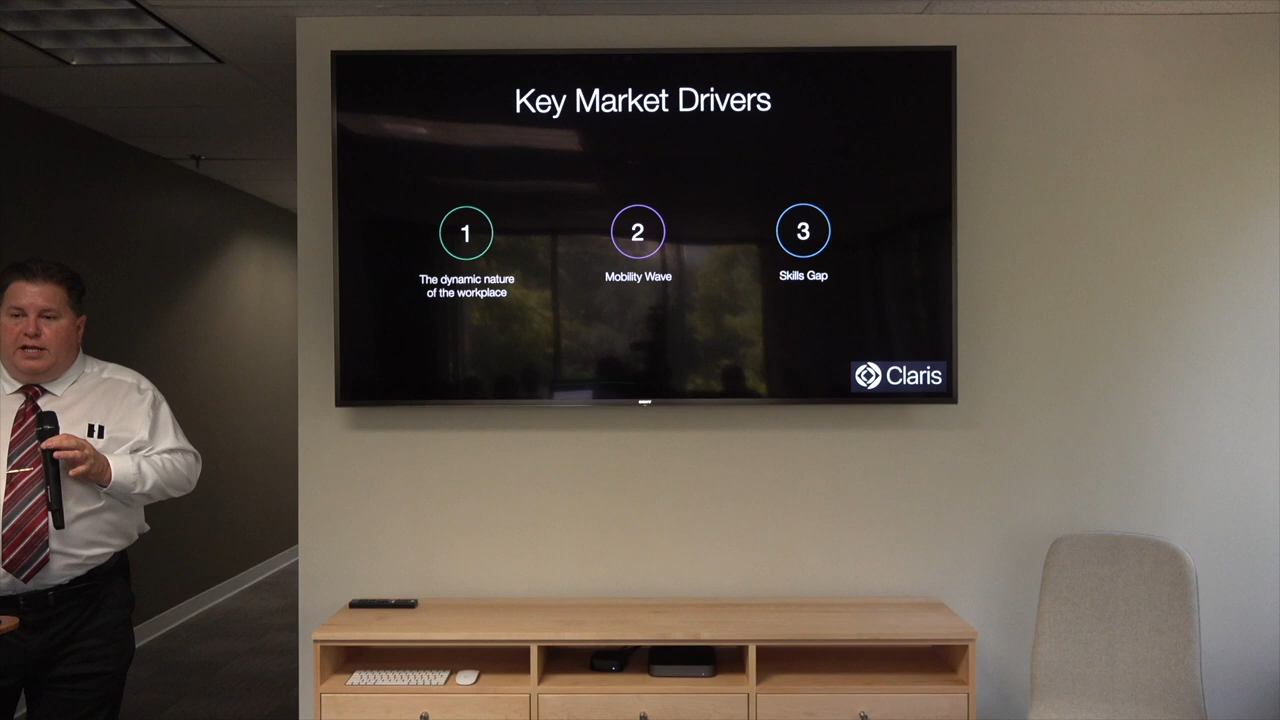 Key Market Drivers
1
The dynamic nature
of the workplace
2
Mobility Wave
3
Skills Gap
Claris